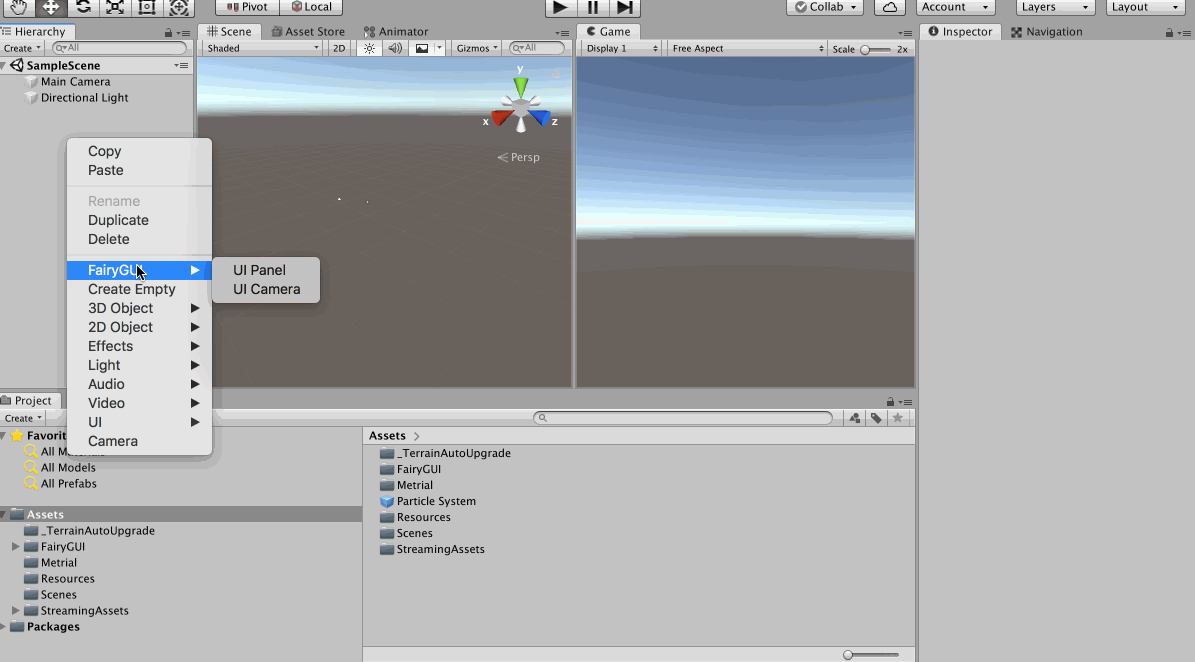 Pivot Local Collab Account Layers Layout
Hierarchy Scene Asset Store Animator Game Inspector Navigation
Create All Shaded 2D Gizmos All Display 1 Free Aspect Scale 2x
SampleScene
Main Camera
Directional Light
y
x z
Persp
Copy
Paste
Rename
Duplicate
Delete
FairyGUI
UI Panel
Create Empty
UI Camera
3D Object
2D Object
Effects
Light
Audio
Video
UI
Camera
Project
Create
Favorit
All Materials
All Models
All Prefabs
Assets
_TerrainAutoUpgrade
FairyGUI
Metrial
Resources
Scenes
StreamingAssets
Packages
Assets
_TerrainAutoUpgrade
FairyGUI
Metrial
Particle System
Resources
Scenes
StreamingAssets